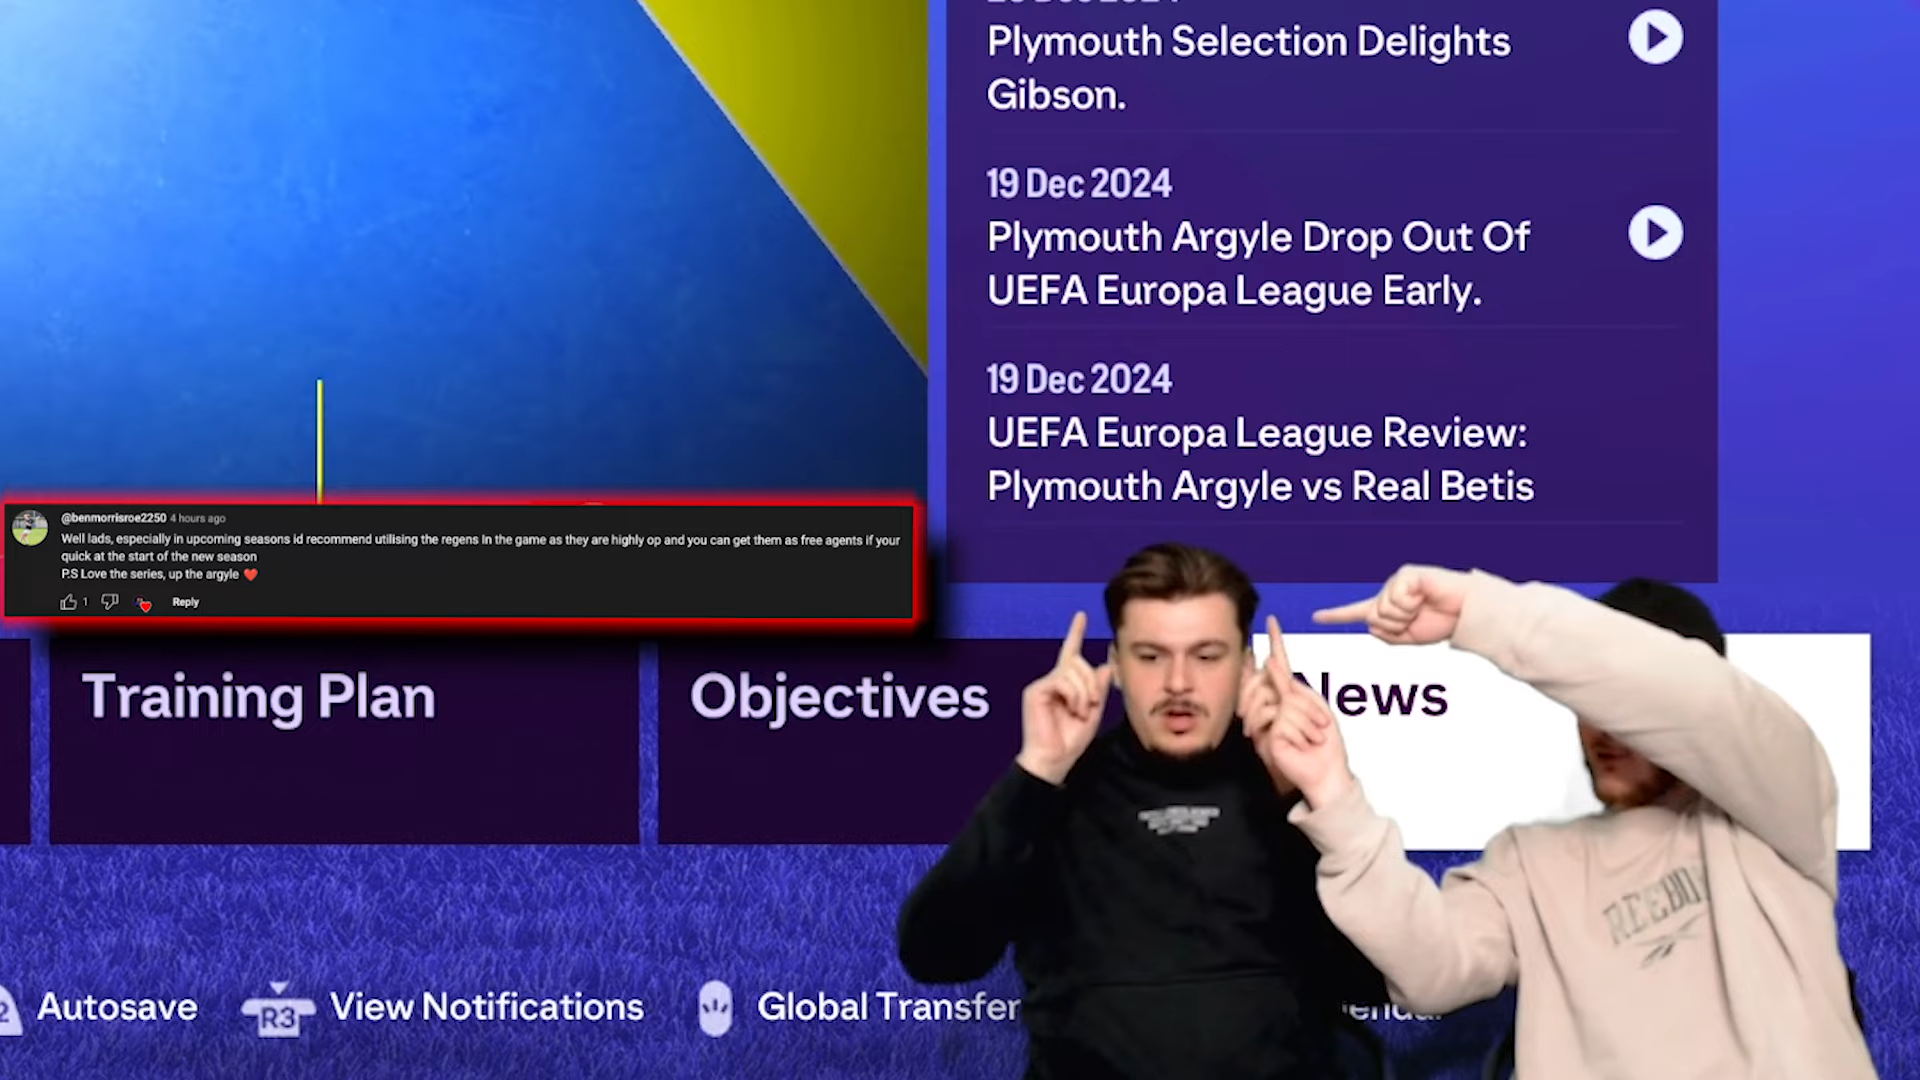 Plymouth Selection Delights
Gibson.
19 Dec 2024
Plymouth Argyle Drop Out Of
UEFA Europa League Early.
19 Dec 2024
UEFA Europa League Review:
Plymouth Argyle vs Real Betis
@benmorrisroe2250 4 hours ago
Well lads, especially in upcoming seasons id recommend utilising the regens In the game as they are highly op and you can get them as free agents if your
quick at the start of the new season
P.S Love the series, up the argyle ❤️
1 Reply
Training Plan
Objectives
News
REEBO
Autosave
R3 View Notifications
Global Transfer